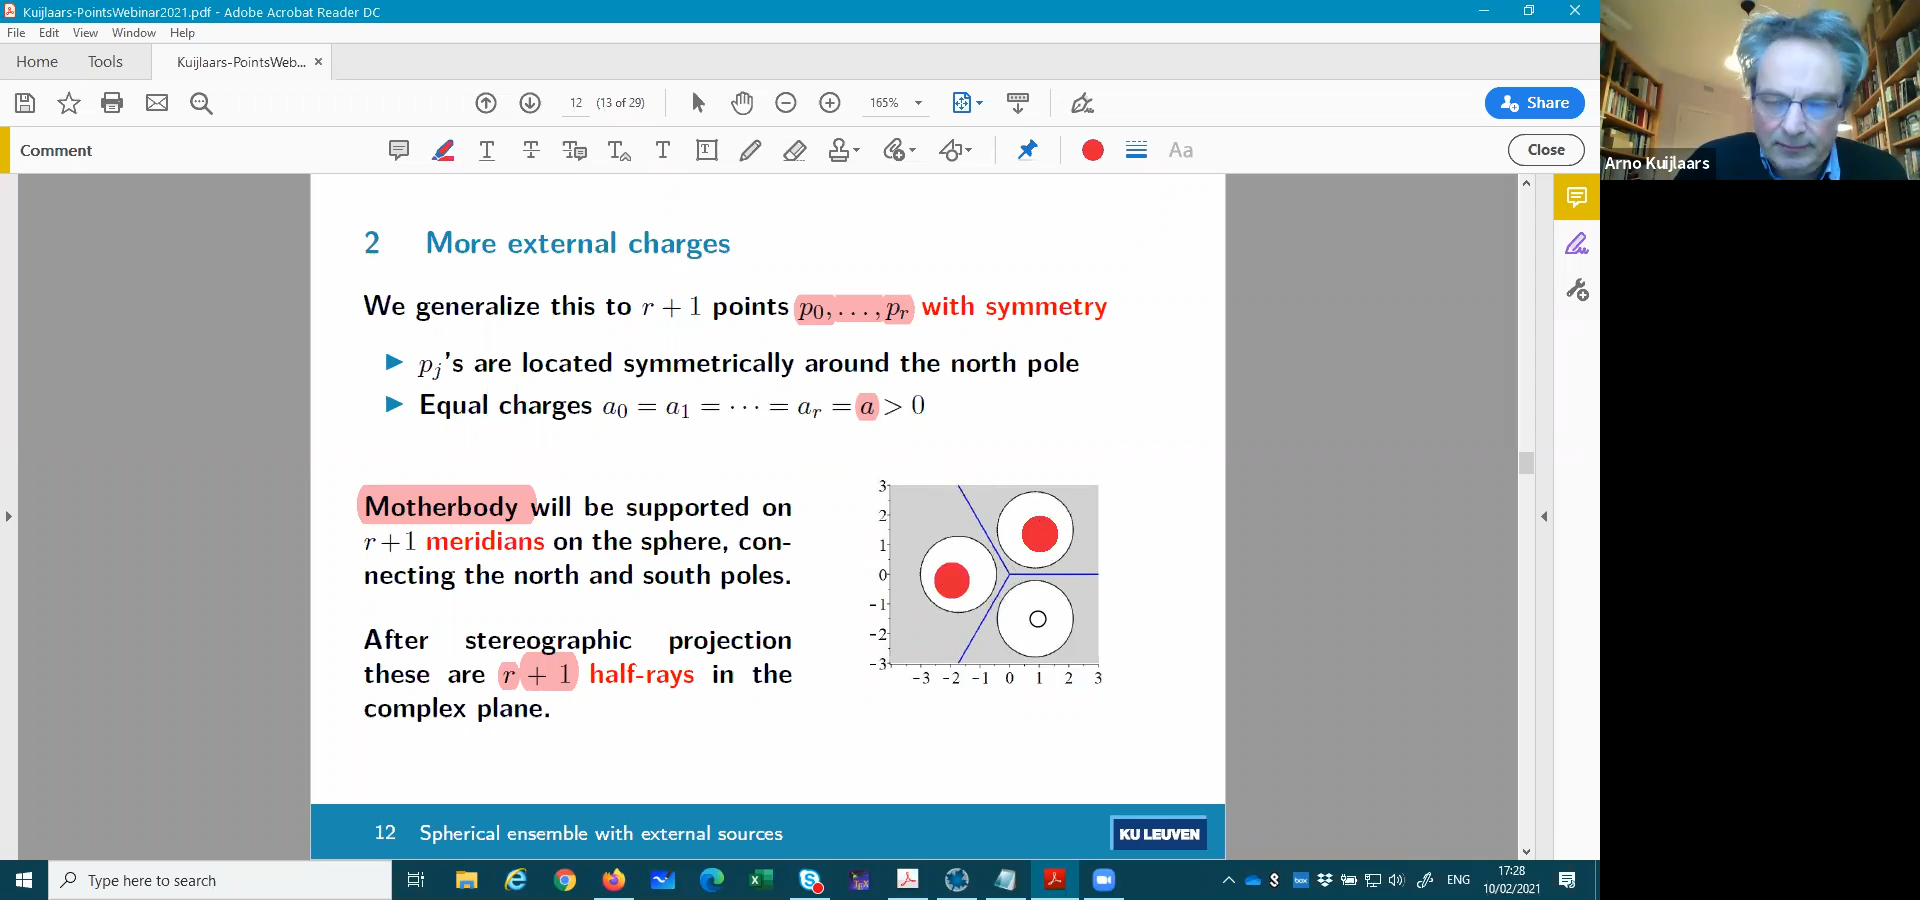 Kuijlaars-PointsWebinar2021.pdf - Adobe Acrobat Reader DC
File Edit View Window Help
Home Tools Kuijlaars-PointsWeb... ×
12 (13 of 29) 165% Share
Comment Aa Close
Arno Kuijlaars
2 More external charges
We generalize this to r + 1 points p₀, . . . , pᵣ with symmetry
▶ pⱼ's are located symmetrically around the north pole
▶ Equal charges a₀ = a₁ = · · · = aᵣ = a > 0
Motherbody will be supported on
r+1 meridians on the sphere, con-
necting the north and south poles.
After stereographic projection
these are r + 1 half-rays in the
complex plane.
3
2
1
0
-1
-2
-3
-3 -2 -1 0 1 2 3
12 Spherical ensemble with external sources KU LEUVEN
Type here to search
ENG
17:28
10/02/2021